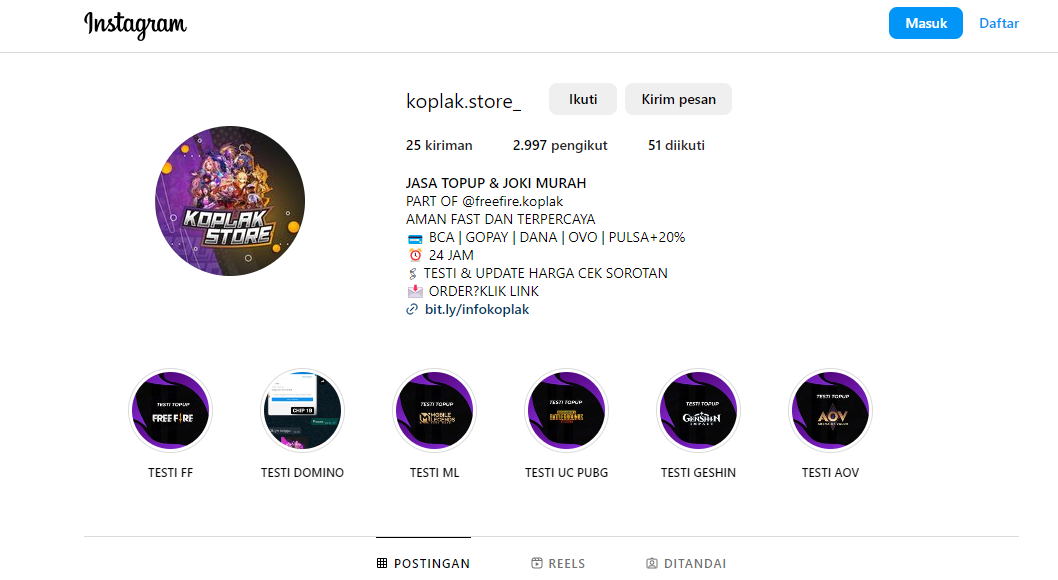 Instagram
Masuk
Daftar
koplak.store_
Ikuti
Kirim pesan
25 kiriman
2.997 pengikut
51 diikuti
JASA TOPUP & JOKI MURAH
PART OF @freefire.koplak
AMAN FAST DAN TERPERCAYA
💳 BCA | GOPAY | DANA | OVO | PULSA+20%
⏰ 24 JAM
TESTI & UPDATE HARGA CEK SOROTAN
📩 ORDER?KLIK LINK
bit.ly/infokoplak
KOPLAK
STORE
TESTI TOPUP
FREE FIRE
CHIP 1B
TESTI TOPUP
MOBILE
LEGENDS
TESTI TOPUP
BATTLEGROUNDS
TESTI TOPUP
GENSHIN
IMPACT
TESTI TOPUP
AOV
TESTI FF
TESTI DOMINO
TESTI ML
TESTI UC PUBG
TESTI GESHIN
TESTI AOV
POSTINGAN
REELS
DITANDAI